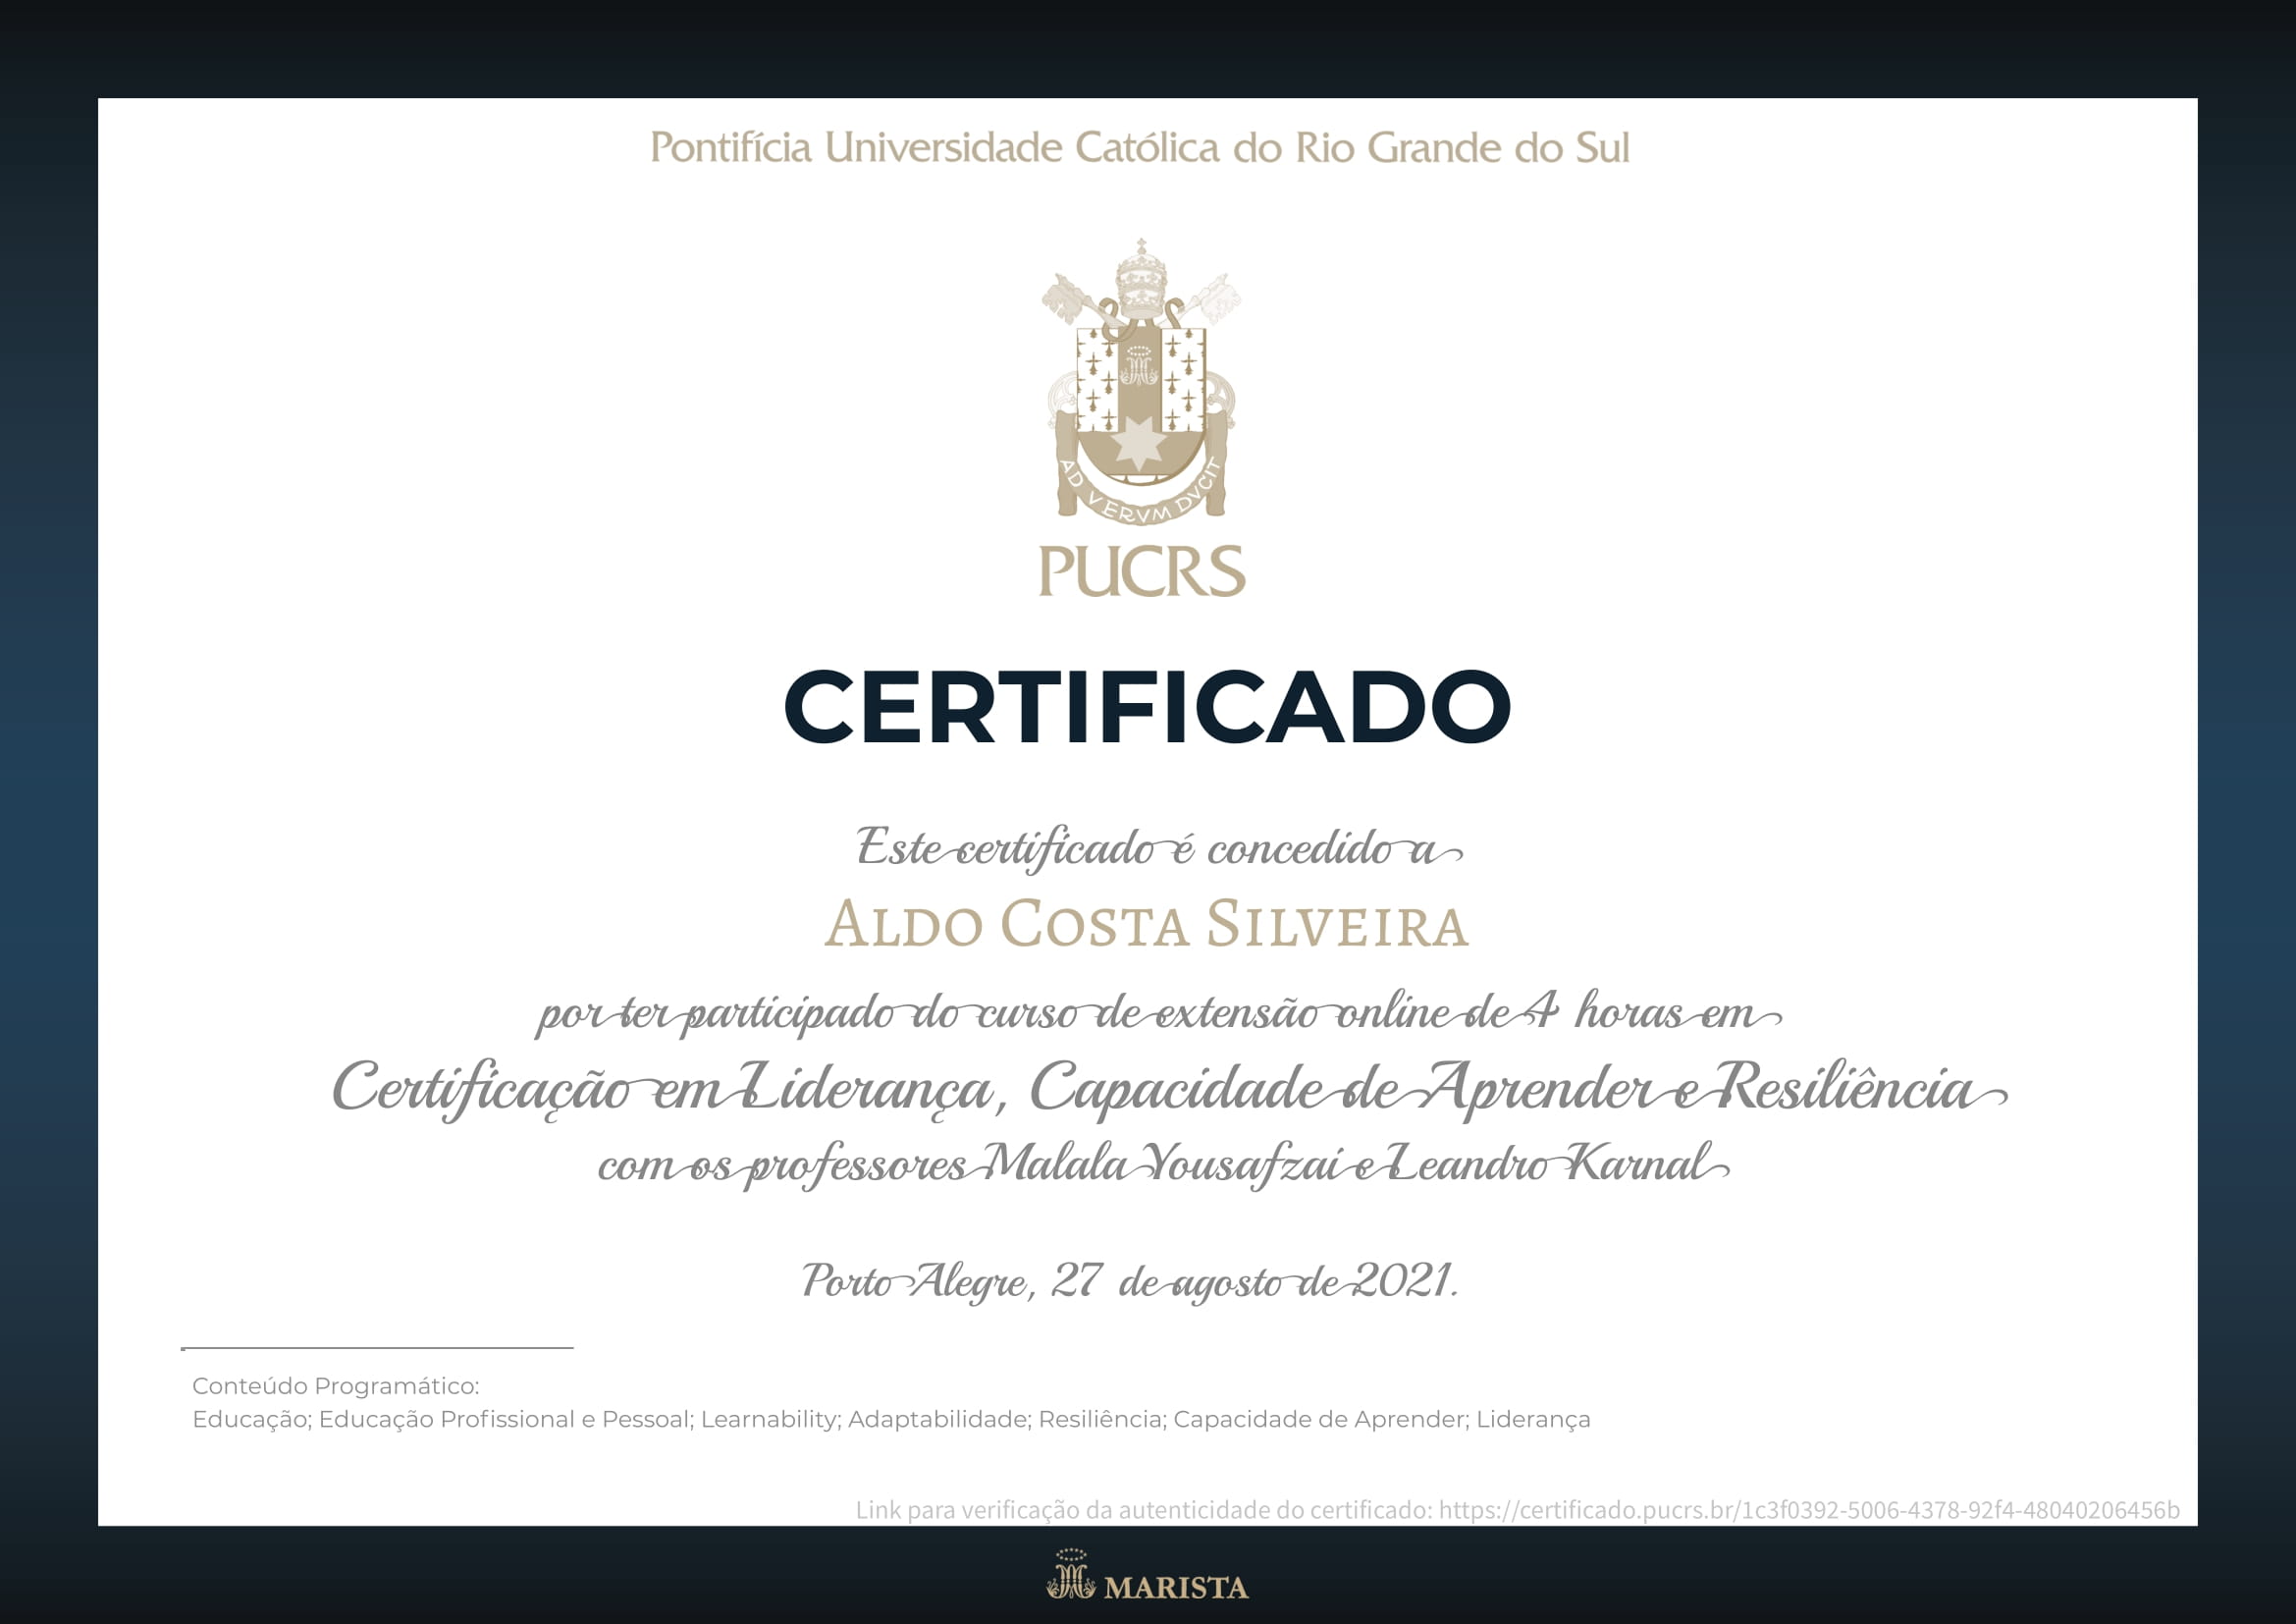 Pontifícia Universidade Católica do Rio Grande do Sul
AD VERVM DVCIT
PUCRS
CERTIFICADO
Este certificado é concedido a
Aldo Costa Silveira
por ter participado do curso de extensão online de 4 horas em
Certificação em Liderança, Capacidade de Aprender e Resiliência
com os professores Malala Yousafzai e Leandro Karnal
Porto Alegre, 27 de agosto de 2021.
Conteúdo Programático:
Educação; Educação Profissional e Pessoal; Learnability; Adaptabilidade; Resiliência; Capacidade de Aprender; Liderança
Link para verificação da autenticidade do certificado: https://certificado.pucrs.br/1c3f0392-5006-4378-92f4-48040206456b
MARISTA